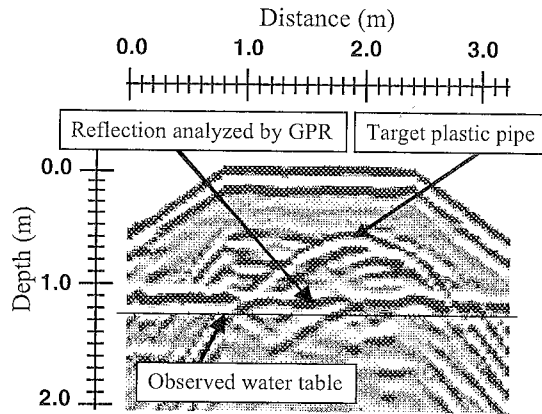 Distance (m)
0.0 1.0 2.0 3.0
Reflection analyzed by GPR
Target plastic pipe
0.0
Depth (m)
1.0
Observed water table
2.0